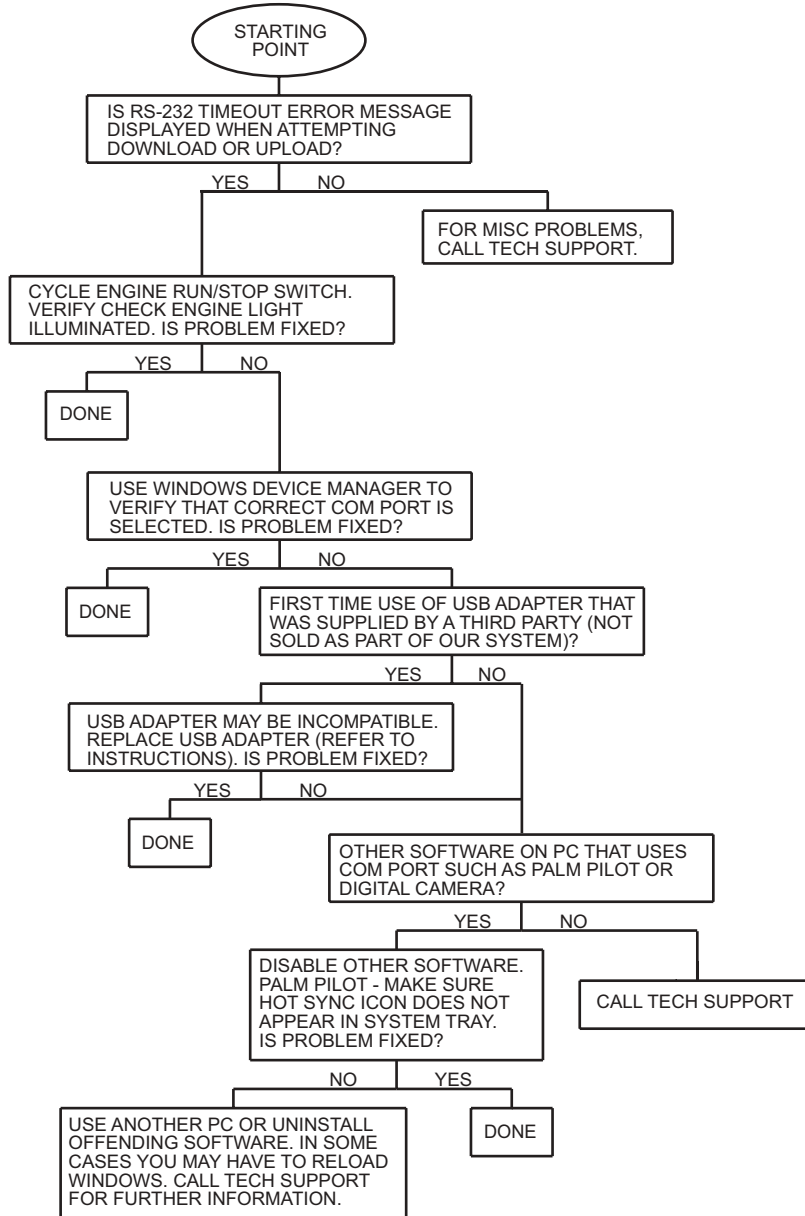 STARTING
POINT
IS RS-232 TIMEOUT ERROR MESSAGE
DISPLAYED WHEN ATTEMPTING
DOWNLOAD OR UPLOAD?
YES NO
FOR MISC PROBLEMS,
CALL TECH SUPPORT.
CYCLE ENGINE RUN/STOP SWITCH.
VERIFY CHECK ENGINE LIGHT
ILLUMINATED. IS PROBLEM FIXED?
YES NO
DONE
USE WINDOWS DEVICE MANAGER TO
VERIFY THAT CORRECT COM PORT IS
SELECTED. IS PROBLEM FIXED?
YES NO
DONE
FIRST TIME USE OF USB ADAPTER THAT
WAS SUPPLIED BY A THIRD PARTY (NOT
SOLD AS PART OF OUR SYSTEM)?
YES NO
USB ADAPTER MAY BE INCOMPATIBLE.
REPLACE USB ADAPTER (REFER TO
INSTRUCTIONS). IS PROBLEM FIXED?
YES NO
DONE
OTHER SOFTWARE ON PC THAT USES
COM PORT SUCH AS PALM PILOT OR
DIGITAL CAMERA?
YES NO
DISABLE OTHER SOFTWARE.
PALM PILOT - MAKE SURE
HOT SYNC ICON DOES NOT
APPEAR IN SYSTEM TRAY.
IS PROBLEM FIXED?
CALL TECH SUPPORT
NO YES
USE ANOTHER PC OR UNINSTALL
OFFENDING SOFTWARE. IN SOME
CASES YOU MAY HAVE TO RELOAD
WINDOWS. CALL TECH SUPPORT
FOR FURTHER INFORMATION.
DONE